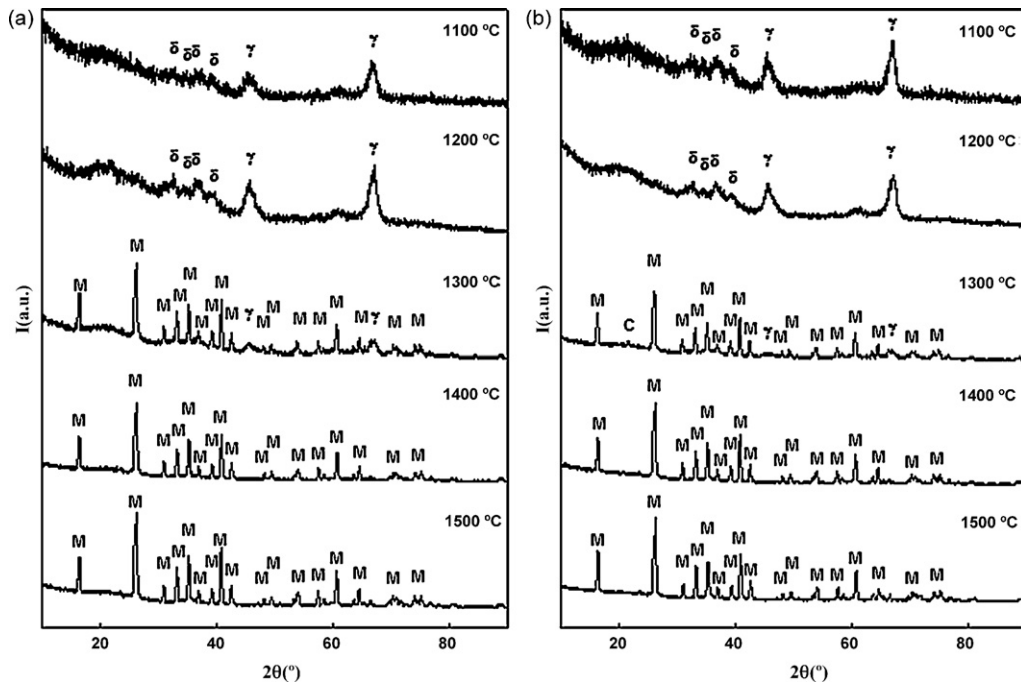 (a)
1100 ºC
δ δ δ δ γ γ
1200 ºC
δ δ δ δ γ γ
1300 ºC
M M M M M M M M M γ M M M M M M γ M M
1400 ºC
M M M M M M M M M M M M M M M M M
1500 ºC
M M M M M M M M M M M M M M M M M
I(a.u.)
20 40 60 80
2θ(º)
(b)
1100 ºC
δ δ δ δ γ γ
1200 ºC
δ δ δ δ γ γ
1300 ºC
M C M M M M M M M M γ M M M M M M γ M M
1400 ºC
M M M M M M M M M M M M M M M M M
1500 ºC
M M M M M M M M M M M M M M M M M
I(a.u.)
20 40 60 80
2θ(º)